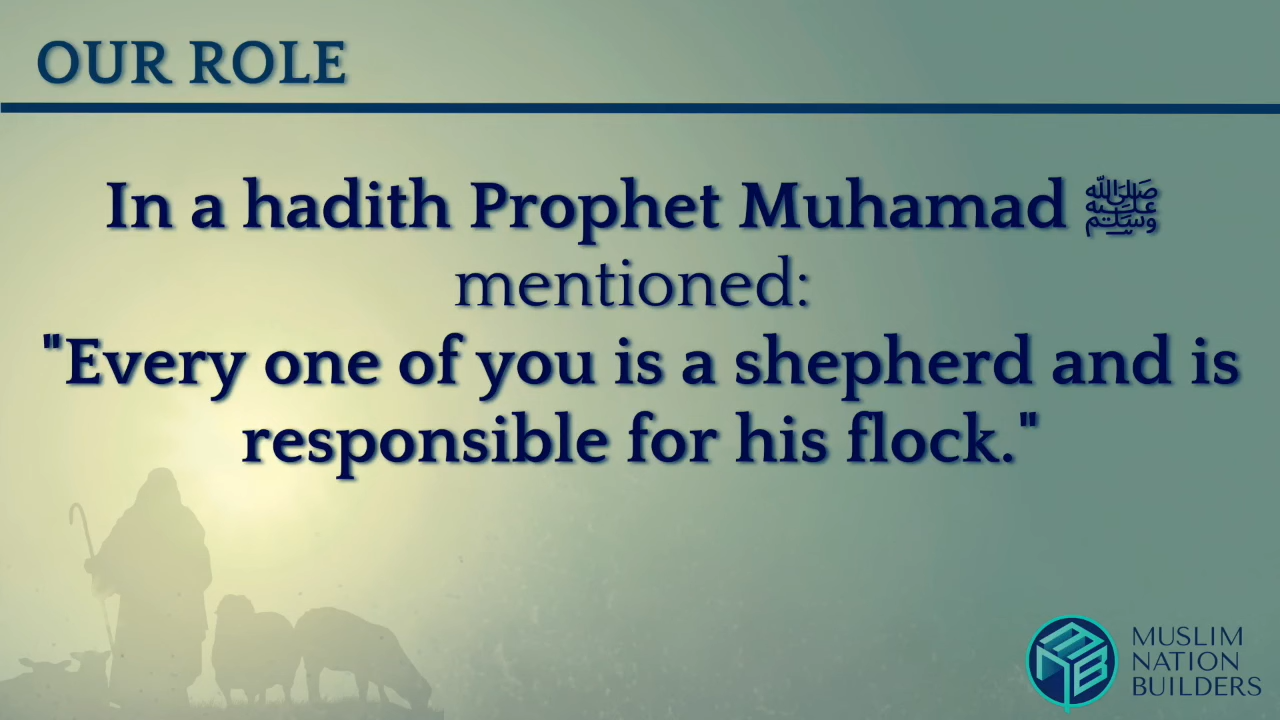 OUR ROLE
In a hadith Prophet Muhamad ﷺ
mentioned:
"Every one of you is a shepherd and is
responsible for his flock."
MUSLIM
NATION
BUILDERS